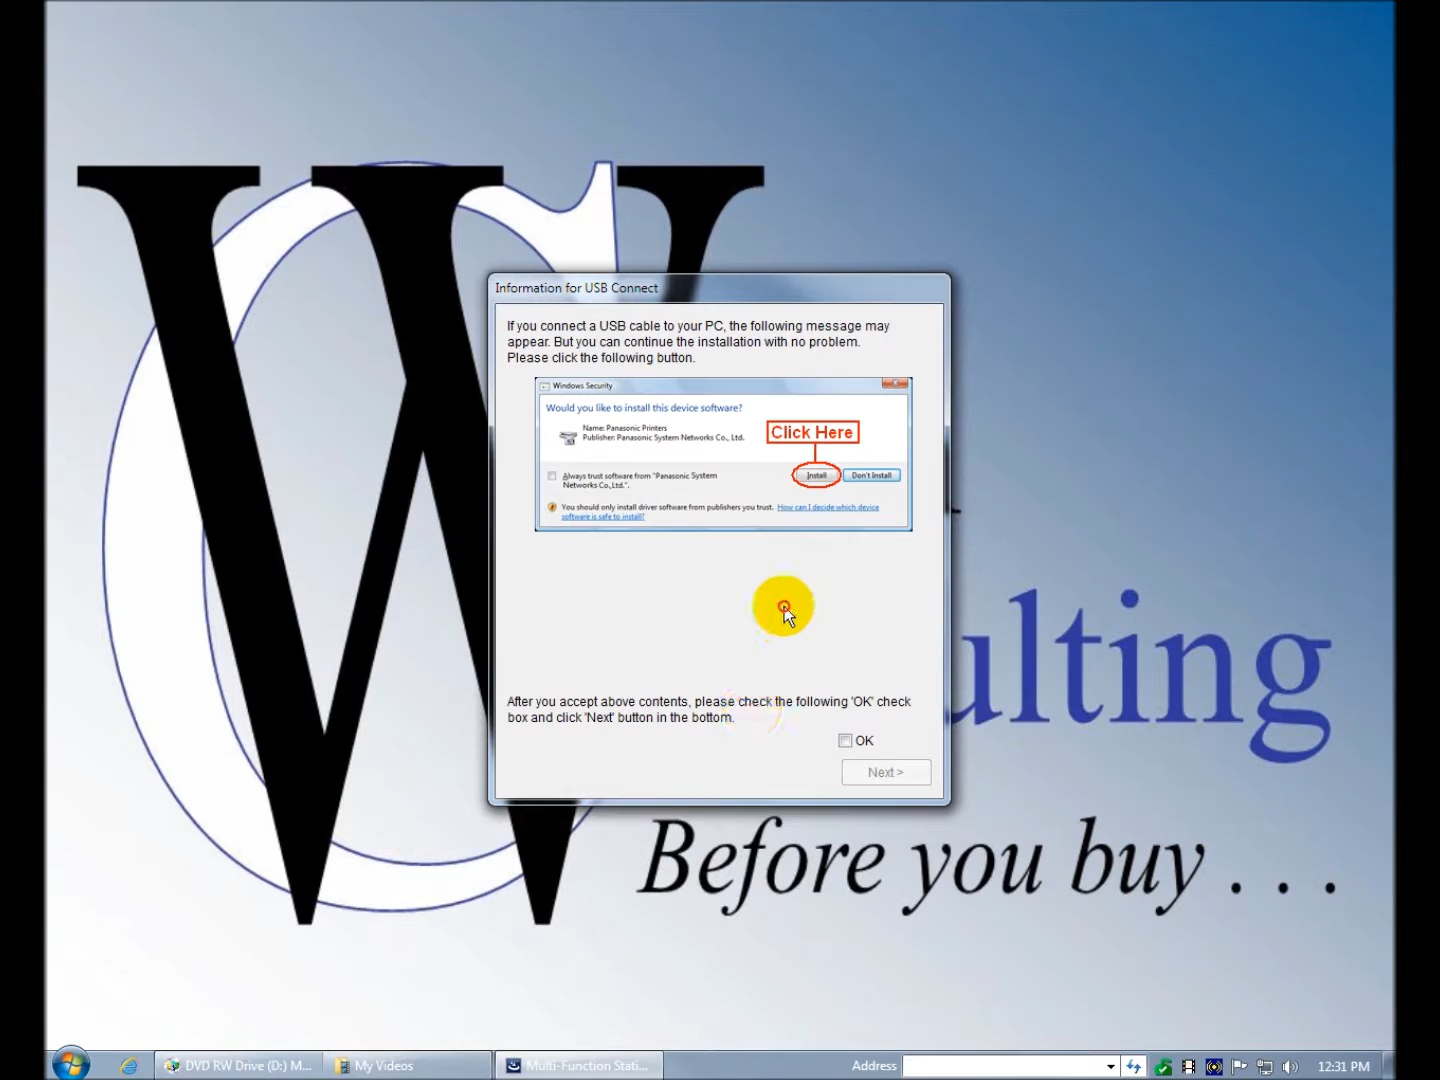 Information for USB Connect
If you connect a USB cable to your PC, the following message may
appear. But you can continue the installation with no problem.
Please click the following button.
Windows Security
Would you like to install this device software?
Name: Panasonic Printers
Publisher: Panasonic System Networks Co., Ltd.
Click Here
Always trust software from "Panasonic System
Networks Co.,Ltd.".
Install
Don't Install
You should only install driver software from publishers you trust. How can I decide which device
software is safe to install?
After you accept above contents, please check the following 'OK' check
box and click 'Next' button in the bottom.
OK
Next >
W
C
ulting
Before you buy . . .
DVD RW Drive (D:) M...
My Videos
Multi-Function Stati...
Address
12:31 PM